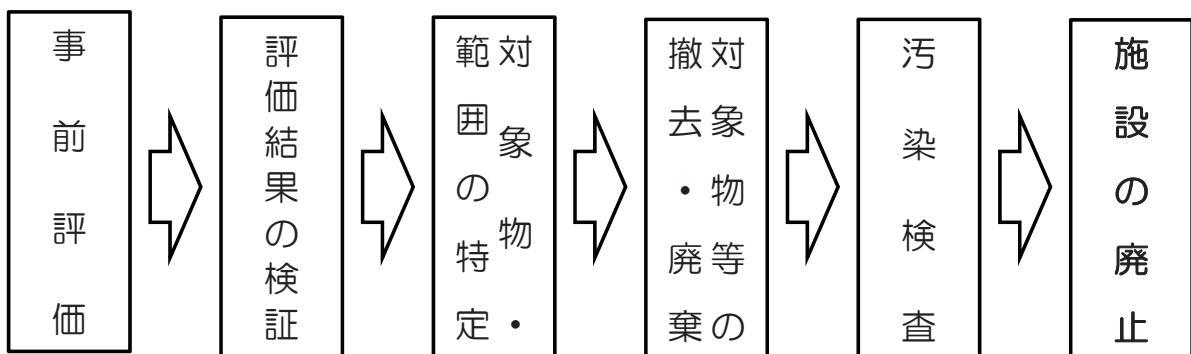 事前評価
評価結果の検証
対象物・
範囲の特定
対象物等の
撤去・廃棄
汚染検査
施設の廃止